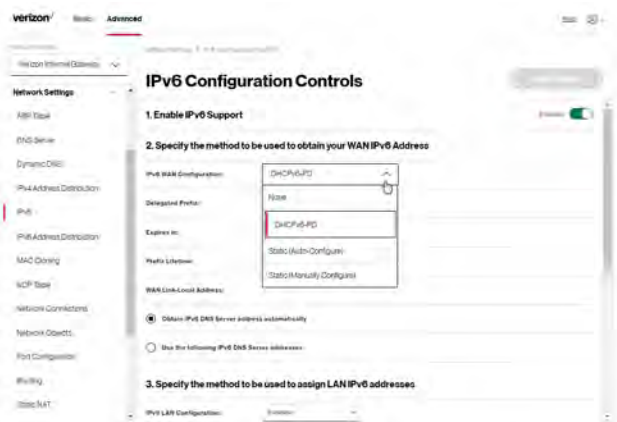 verizon Basic Advanced
Verizon Internet Gateway
Network Settings
ARP Table
DNS Server
Dynamic DNS
IPv4 Address Distribution
IPv6
IPv6 Address Distribution
MAC Cloning
NDP Table
Network Connections
Network Objects
Port Configuration
Routing
Static NAT
IPv6 Configuration Controls
1. Enable IPv6 Support
Enabled
2. Specify the method to be used to obtain your WAN IPv6 Address
IPv6 WAN Configuration: DHCPv6-PD
None
DHCPv6-PD
Static (Auto-Configure)
Static (Manually Configure)
Delegated Prefix:
Expires in:
Prefix Lifetime:
WAN Link-Local Address:
Obtain IPv6 DNS Server address automatically
Use the following IPv6 DNS Server addresses:
3. Specify the method to be used to assign LAN IPv6 addresses
IPv6 LAN Configuration: